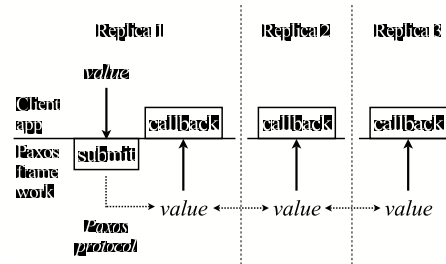 Replica 1 Replica 2 Replica 3
value
Client
app
callback callback callback
submit
Paxos
frame
work
value value value
Paxos
protocol